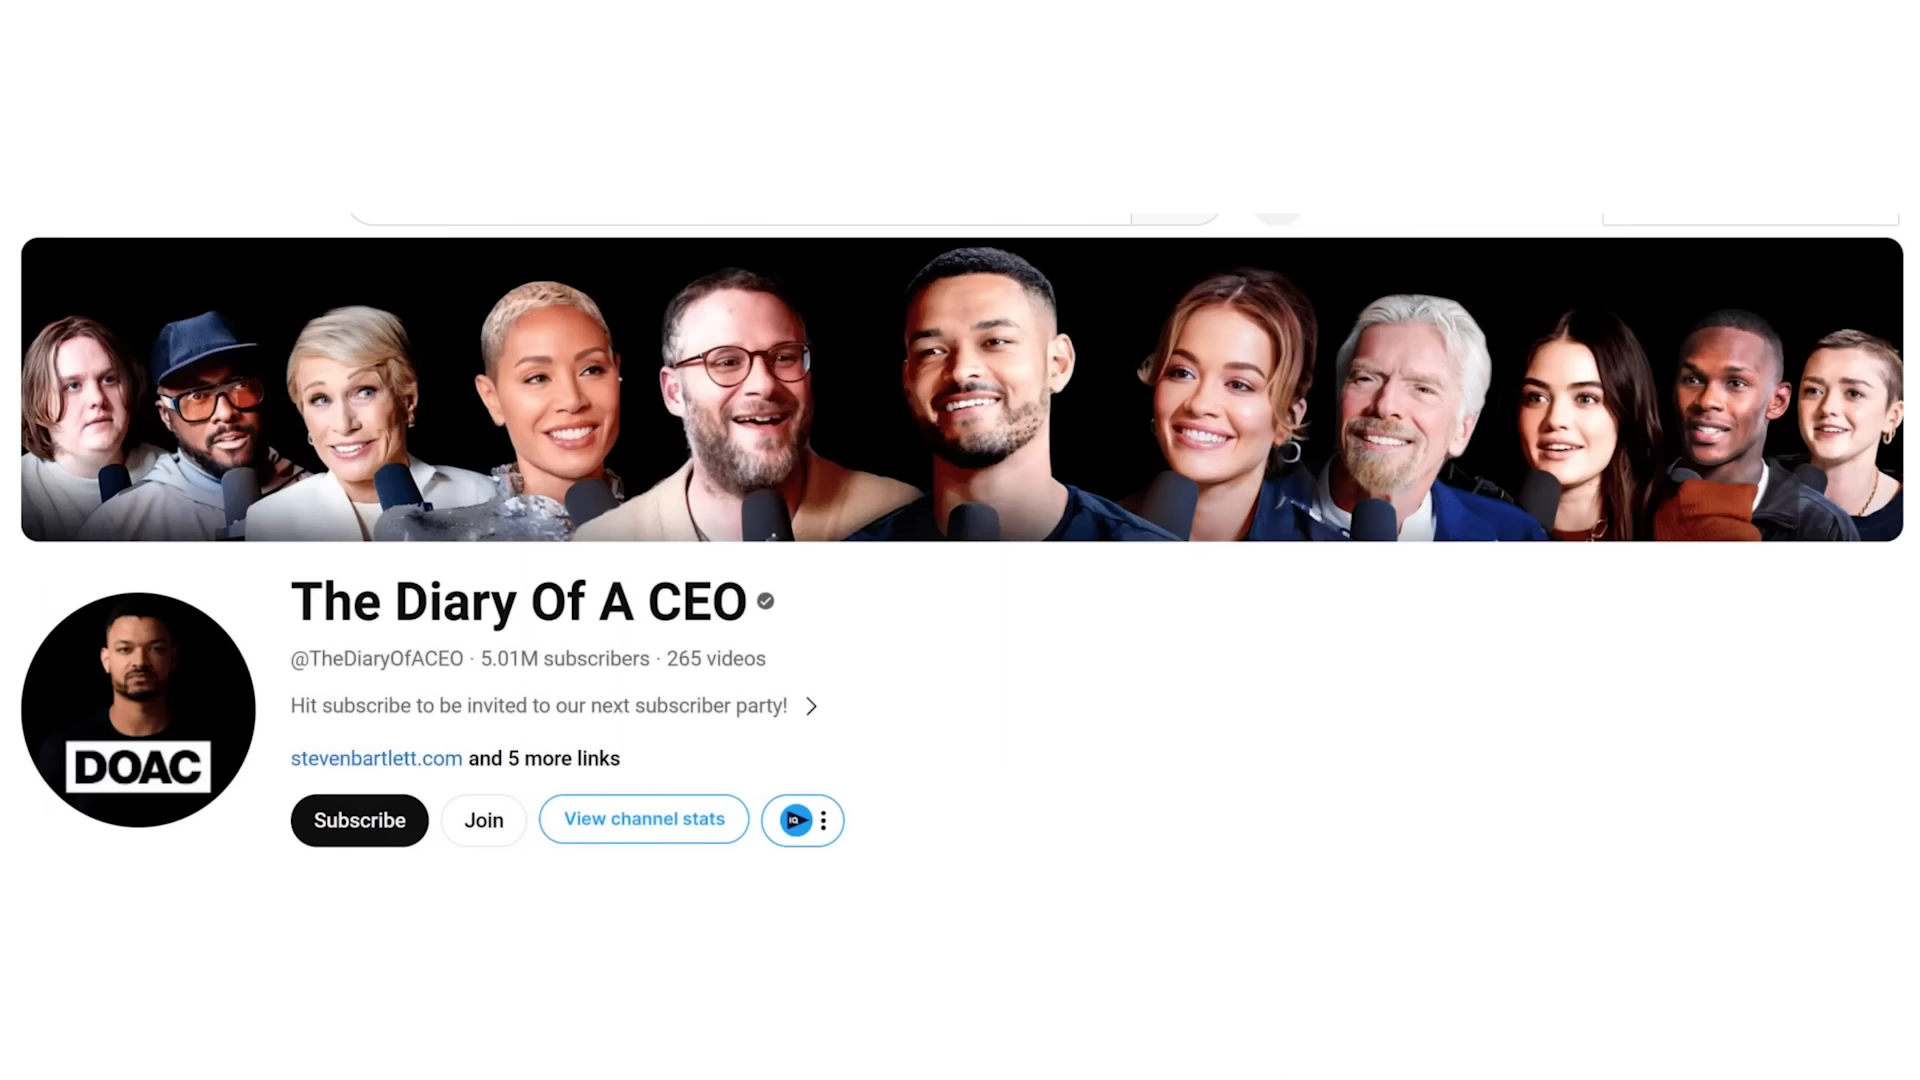 The Diary Of A CEO
@TheDiaryOfACEO · 5.01M subscribers · 265 videos
Hit subscribe to be invited to our next subscriber party!
stevenbartlett.com and 5 more links
DOAC
Subscribe
Join
View channel stats
IQ